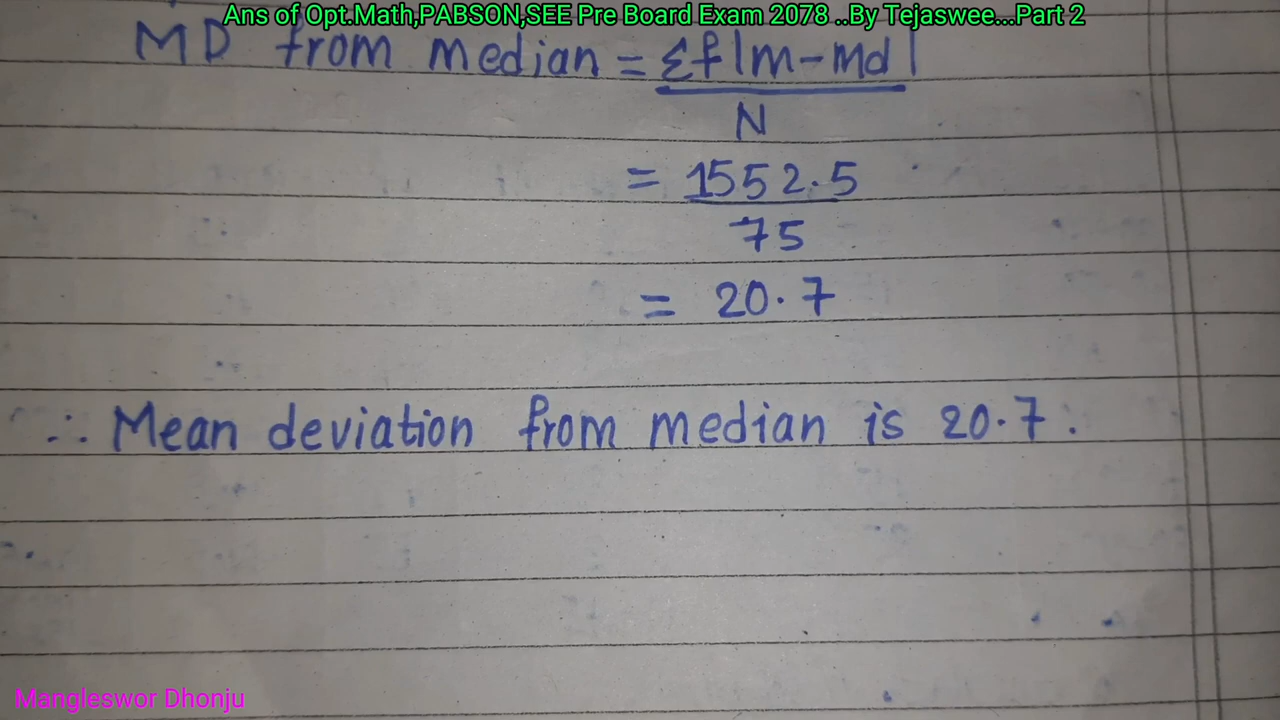 Ans of Opt.Math,PABSON,SEE Pre Board Exam 2078 ..By Tejaswee...Part 2
MD from median = Σf|m-md|
N
= 1552.5
75
= 20.7
∴ Mean deviation from median is 20.7.
Mangleswor Dhonju